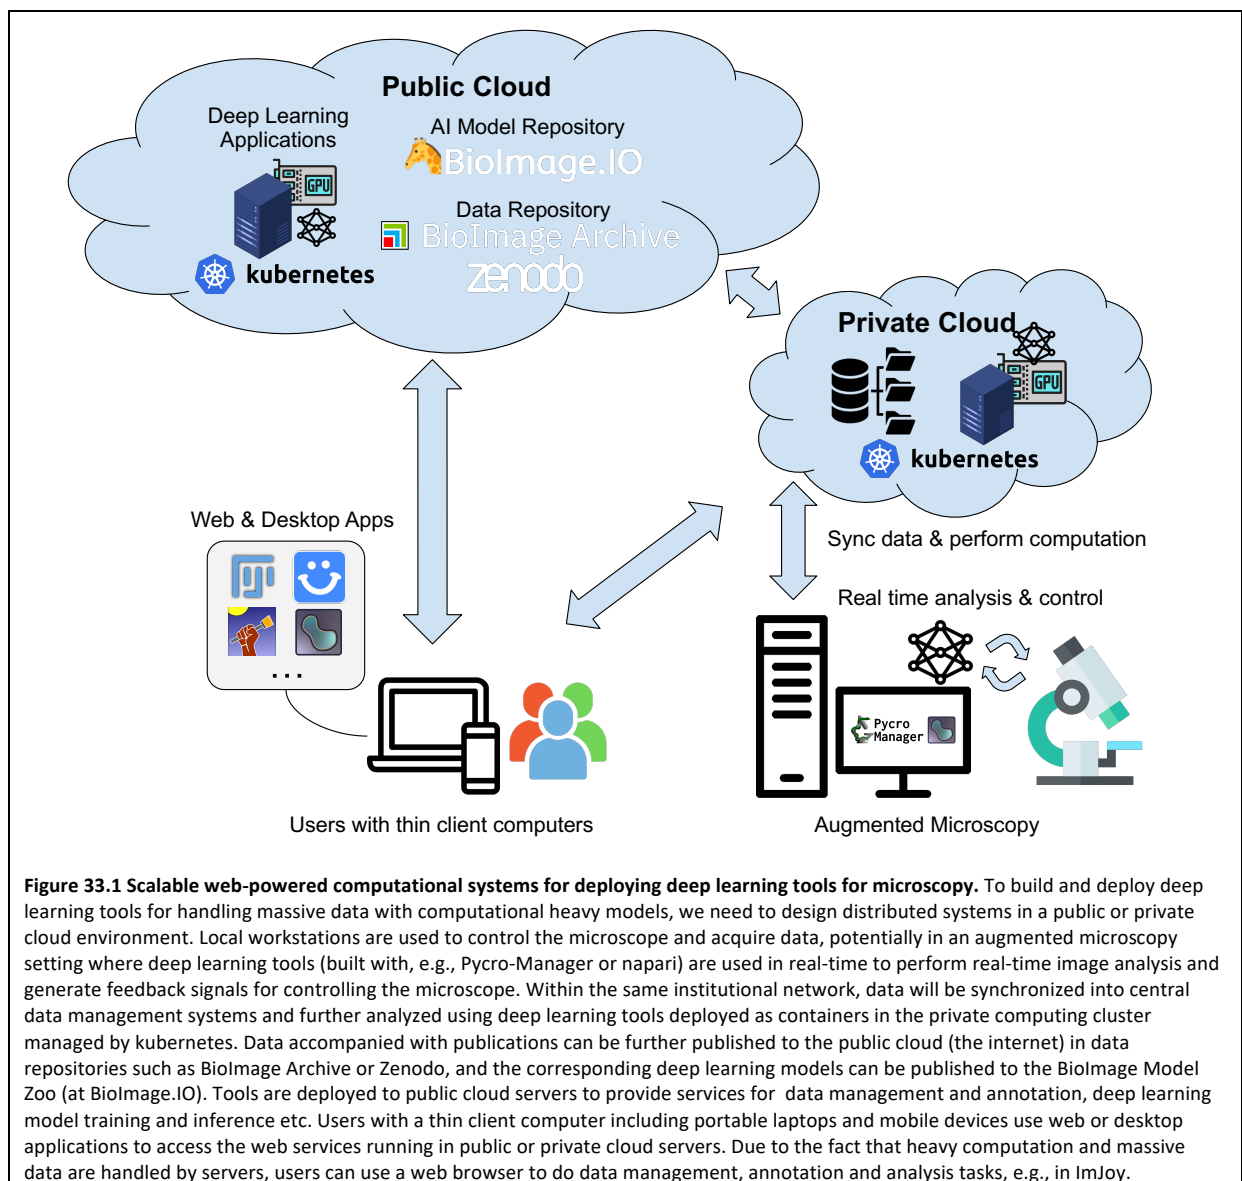 Public Cloud
Deep Learning
Applications
AI Model Repository
BioImage.IO
GPU
Data Repository
BioImage Archive
zenodo
kubernetes
Private Cloud
GPU
kubernetes
Web & Desktop Apps
Sync data & perform computation
Real time analysis & control
...
Pycro
Manager
Users with thin client computers
Augmented Microscopy
Figure 33.1 Scalable web-powered computational systems for deploying deep learning tools for microscopy. To build and deploy deep
learning tools for handling massive data with computational heavy models, we need to design distributed systems in a public or private
cloud environment. Local workstations are used to control the microscope and acquire data, potentially in an augmented microscopy
setting where deep learning tools (built with, e.g., Pycro-Manager or napari) are used in real-time to perform real-time image analysis and
generate feedback signals for controlling the microscope. Within the same institutional network, data will be synchronized into central
data management systems and further analyzed using deep learning tools deployed as containers in the private computing cluster
managed by kubernetes. Data accompanied with publications can be further published to the public cloud (the internet) in data
repositories such as BioImage Archive or Zenodo, and the corresponding deep learning models can be published to the BioImage Model
Zoo (at BioImage.IO). Tools are deployed to public cloud servers to provide services for  data management and annotation, deep learning
model training and inference etc. Users with a thin client computer including portable laptops and mobile devices use web or desktop
applications to access the web services running in public or private cloud servers. Due to the fact that heavy computation and massive
data are handled by servers, users can use a web browser to do data management, annotation and analysis tasks, e.g., in ImJoy.